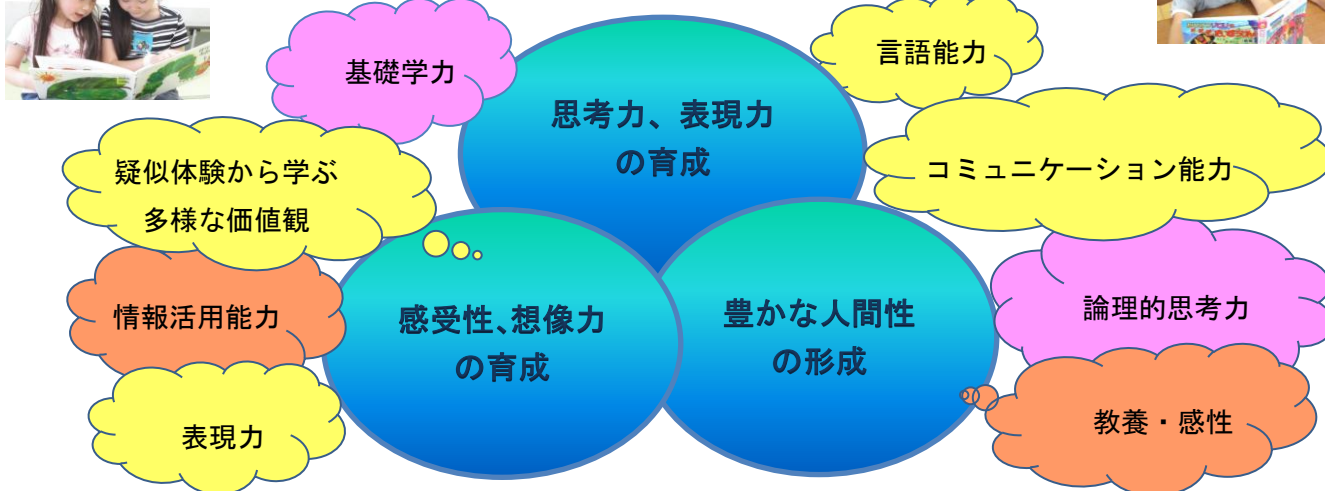 基礎学力
言語能力
思考力、表現力
の育成
疑似体験から学ぶ
多様な価値観
コミュニケーション能力
情報活用能力
感受性、想像力
の育成
豊かな人間性
の形成
論理的思考力
表現力
教養・感性